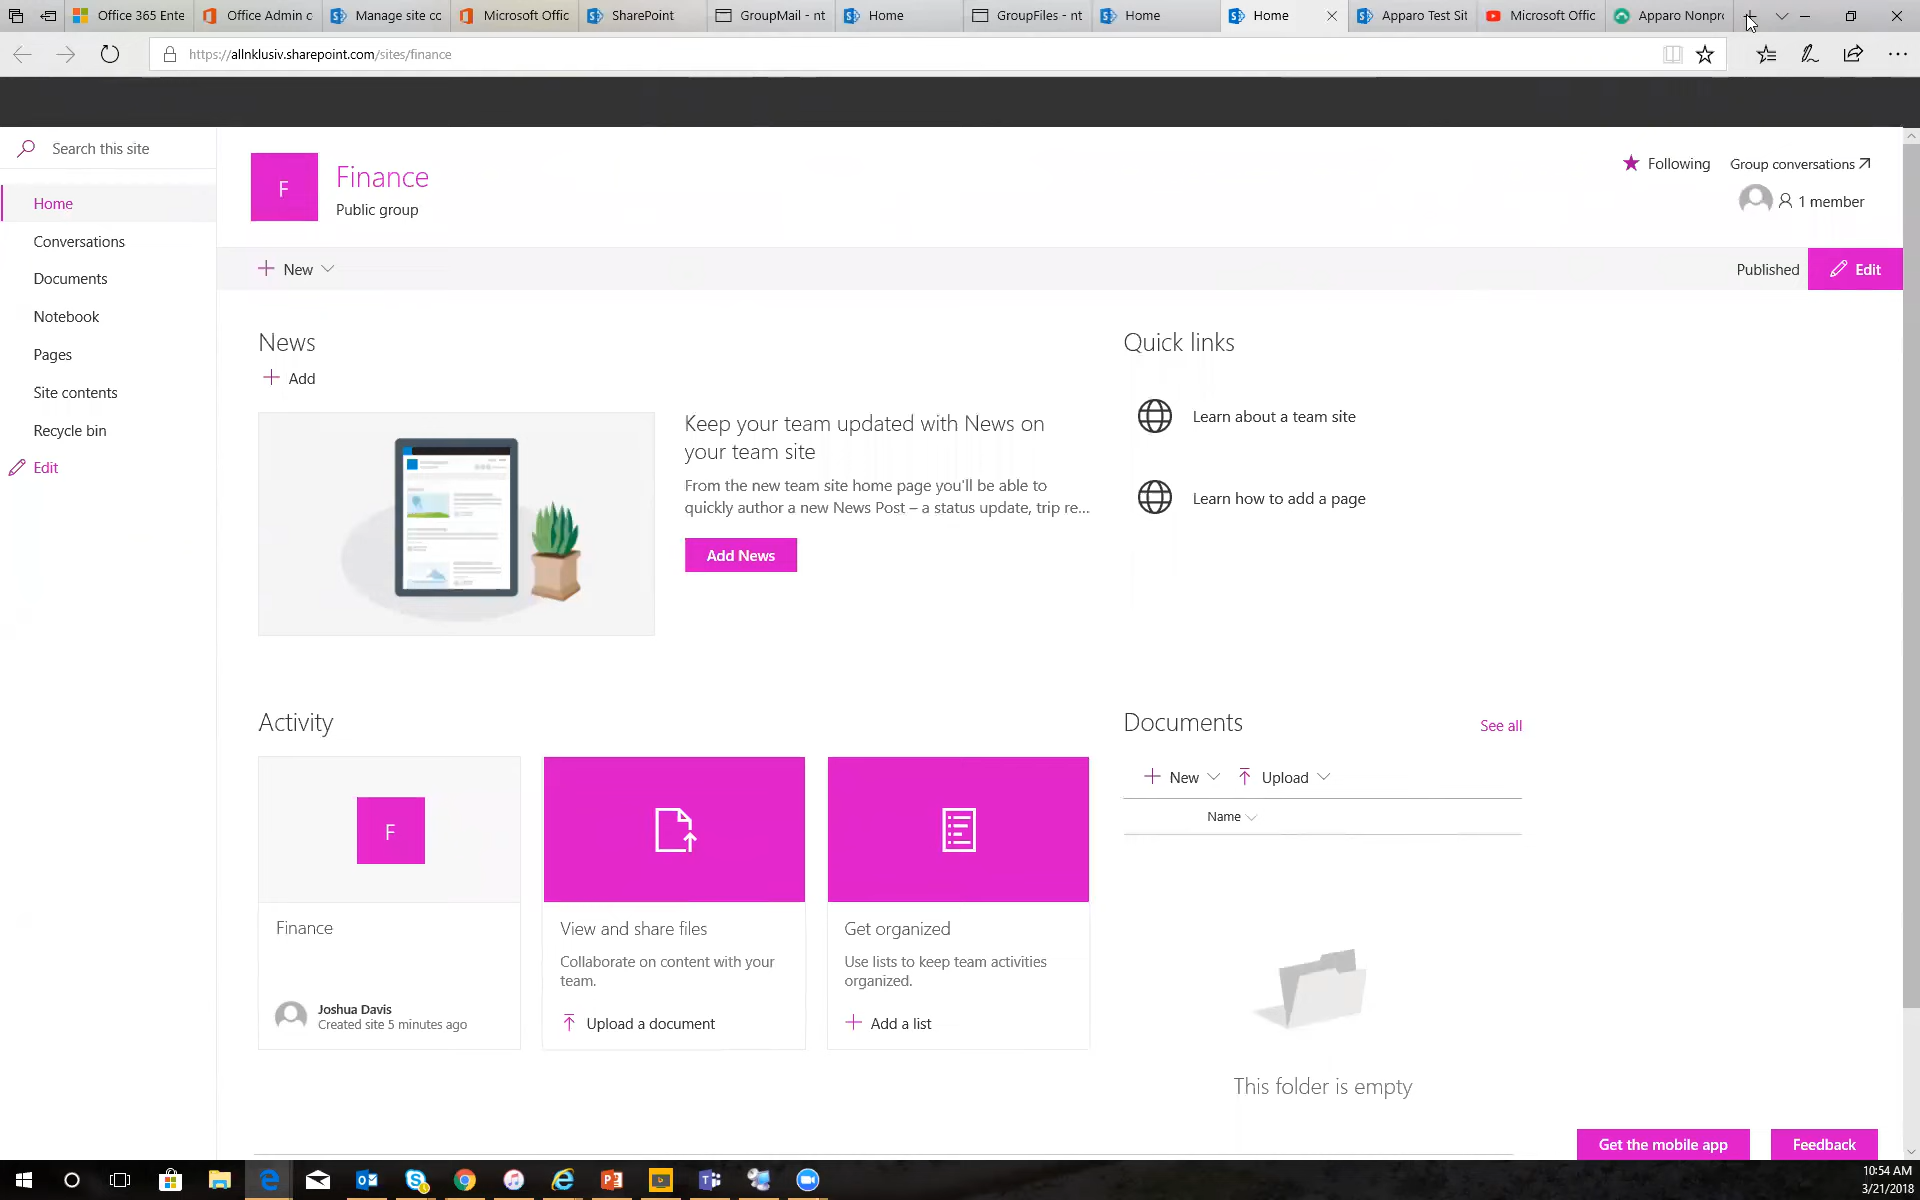 Office 365 Ente
Office Admin c
Manage site cc
Microsoft Offic
SharePoint
GroupMail - nt
Home
GroupFiles - nt
Home
Home
Apparo Test Sit
Microsoft Offic
Apparo Nonpro
https://allnklusiv.sharepoint.com/sites/finance
Search this site
F
Finance
Public group
Following
Group conversations
1 member
Home
Conversations
Documents
Notebook
Pages
Site contents
Recycle bin
Edit
New
Published
Edit
News
Add
Keep your team updated with News on
your team site
From the new team site home page you'll be able to
quickly author a new News Post – a status update, trip re...
Add News
Quick links
Learn about a team site
Learn how to add a page
Activity
F
Finance
Joshua Davis
Created site 5 minutes ago
View and share files
Collaborate on content with your
team.
Upload a document
Get organized
Use lists to keep team activities
organized.
Add a list
Documents
See all
New
Upload
Name
This folder is empty
Get the mobile app
Feedback
10:54 AM
3/21/2018